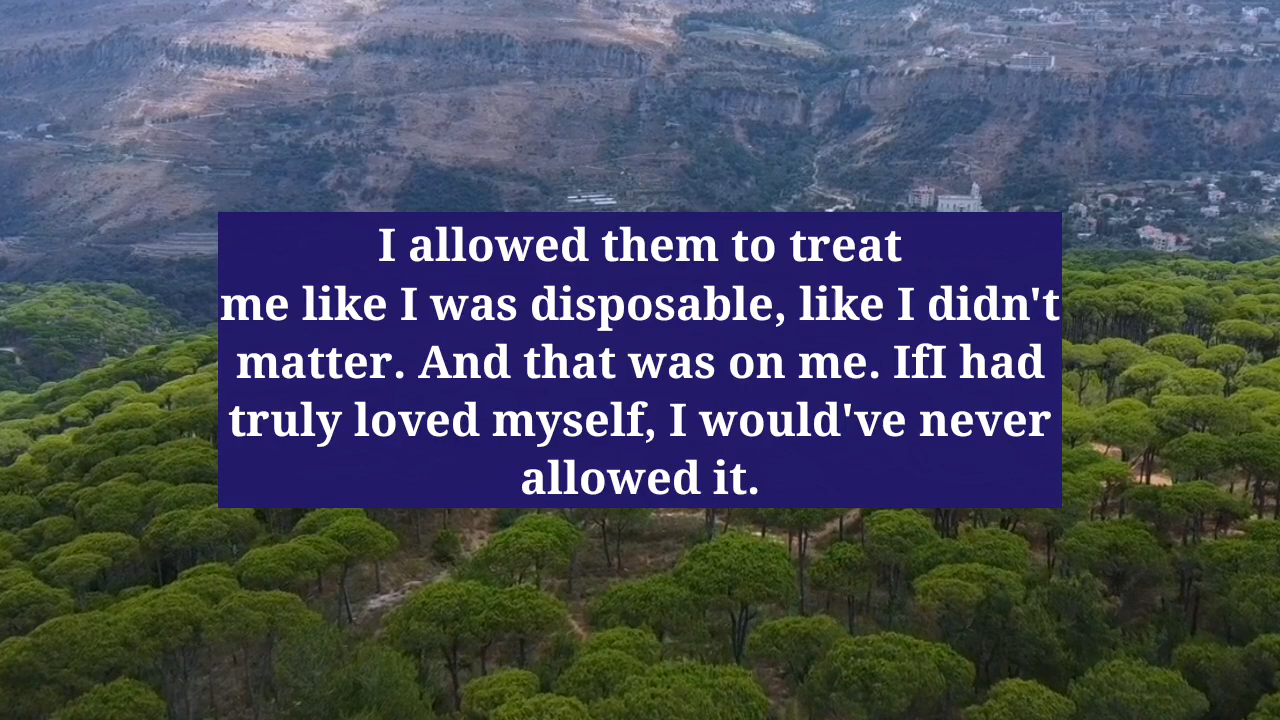 I allowed them to treat
me like I was disposable, like I didn't
matter. And that was on me. IfI had
truly loved myself, I would've never
allowed it.